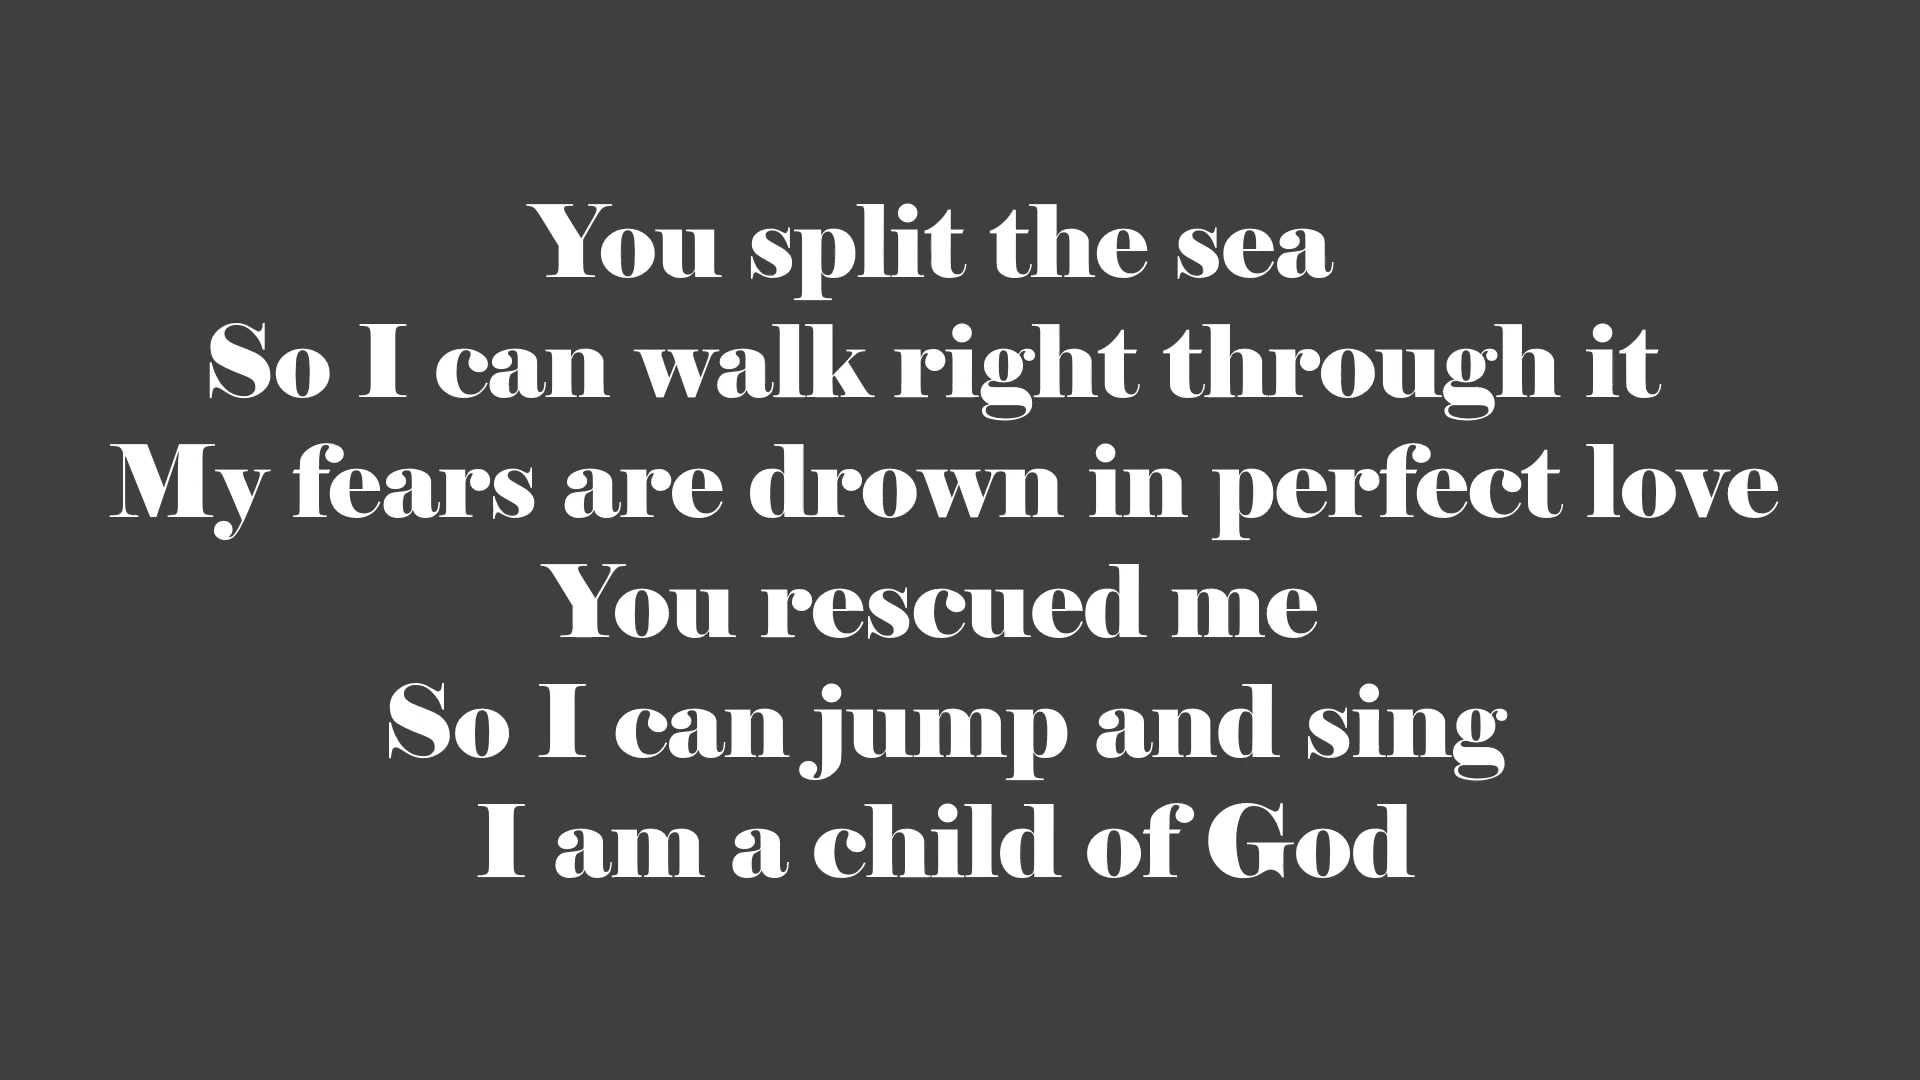 You split the sea
So I can walk right through it
My fears are drown in perfect love
You rescued me
So I can jump and sing
I am a child of God